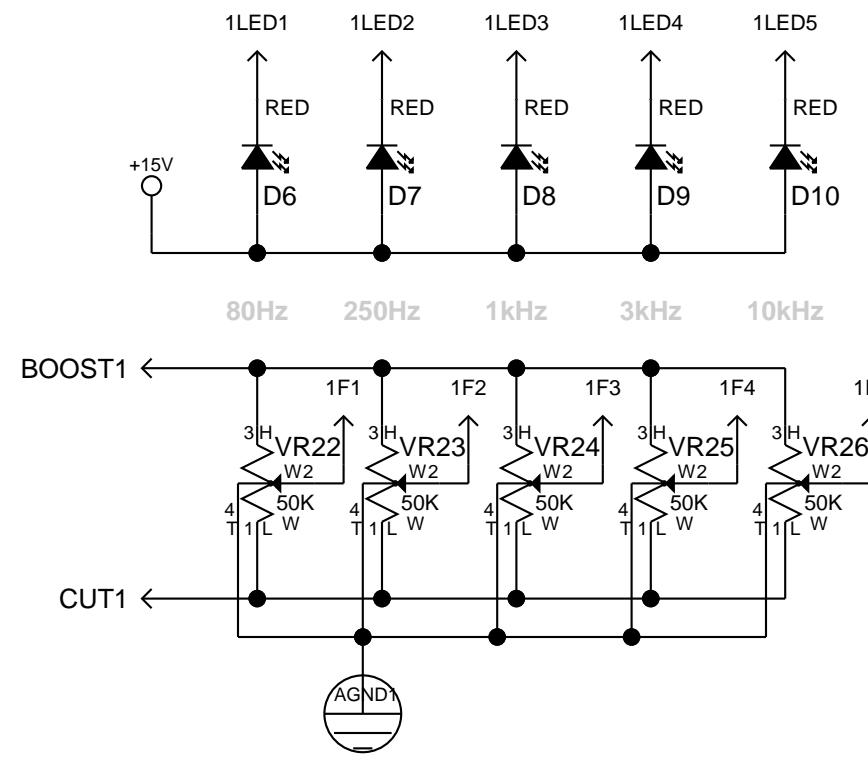 1LED1 1LED2 1LED3 1LED4 1LED5
RED RED RED RED RED
+15V
D6 D7 D8 D9 D10
80Hz 250Hz 1kHz 3kHz 10kHz
BOOST1
1F1 1F2 1F3 1F4
3 H 3 H 3 H 3 H 3 H
VR22 VR23 VR24 VR25 VR26
W2 W2 W2 W2 W2
50K 50K 50K 50K 50K
4 4 4 4 4
T 1 L W T 1 L W T 1 L W T 1 L W T 1 L W
CUT1
AGND1